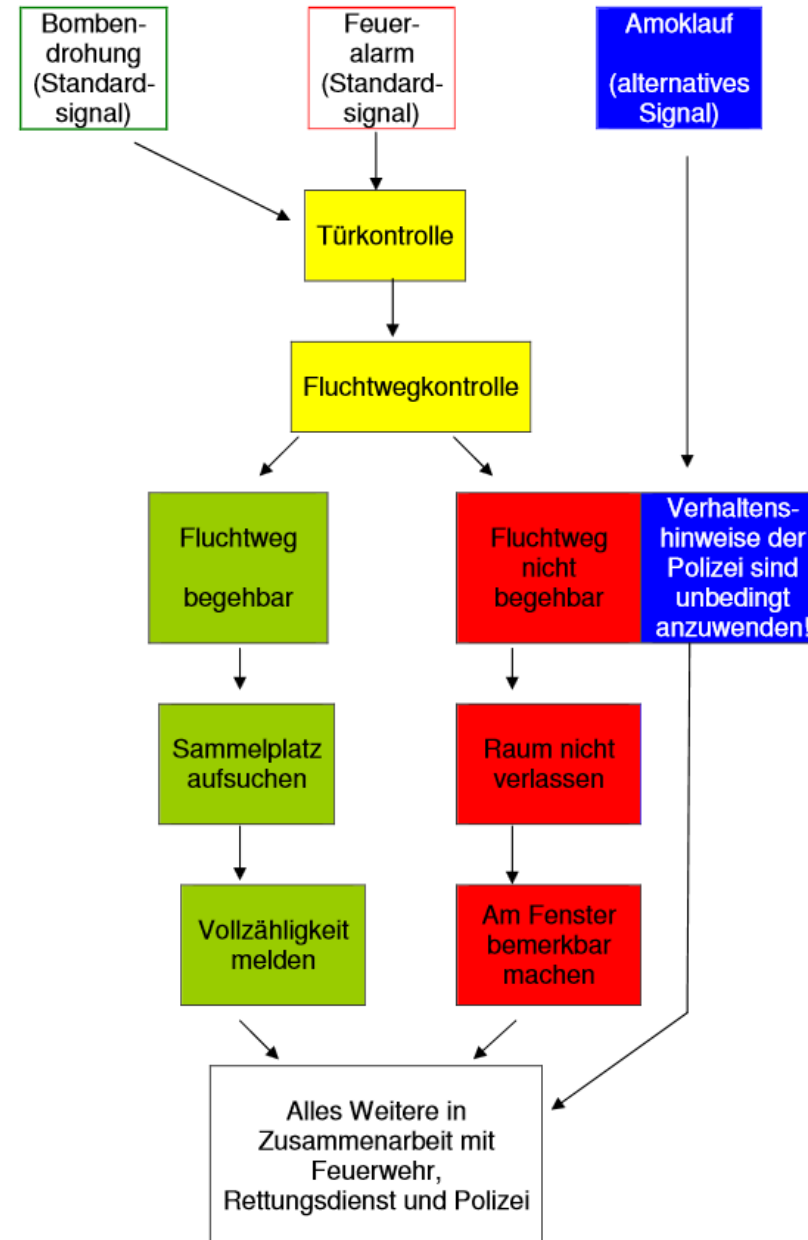 Bomben-
drohung
(Standard-
signal)
Feuer-
alarm
(Standard-
signal)
Amoklauf
(alternatives
Signal)
Türkontrolle
Fluchtwegkontrolle
Fluchtweg
begehbar
Fluchtweg
nicht
begehbar
Verhaltens-
hinweise der
Polizei sind
unbedingt
anzuwenden!
Sammelplatz
aufsuchen
Raum nicht
verlassen
Vollzähligkeit
melden
Am Fenster
bemerkbar
machen
Alles Weitere in
Zusammenarbeit mit
Feuerwehr,
Rettungsdienst und Polizei